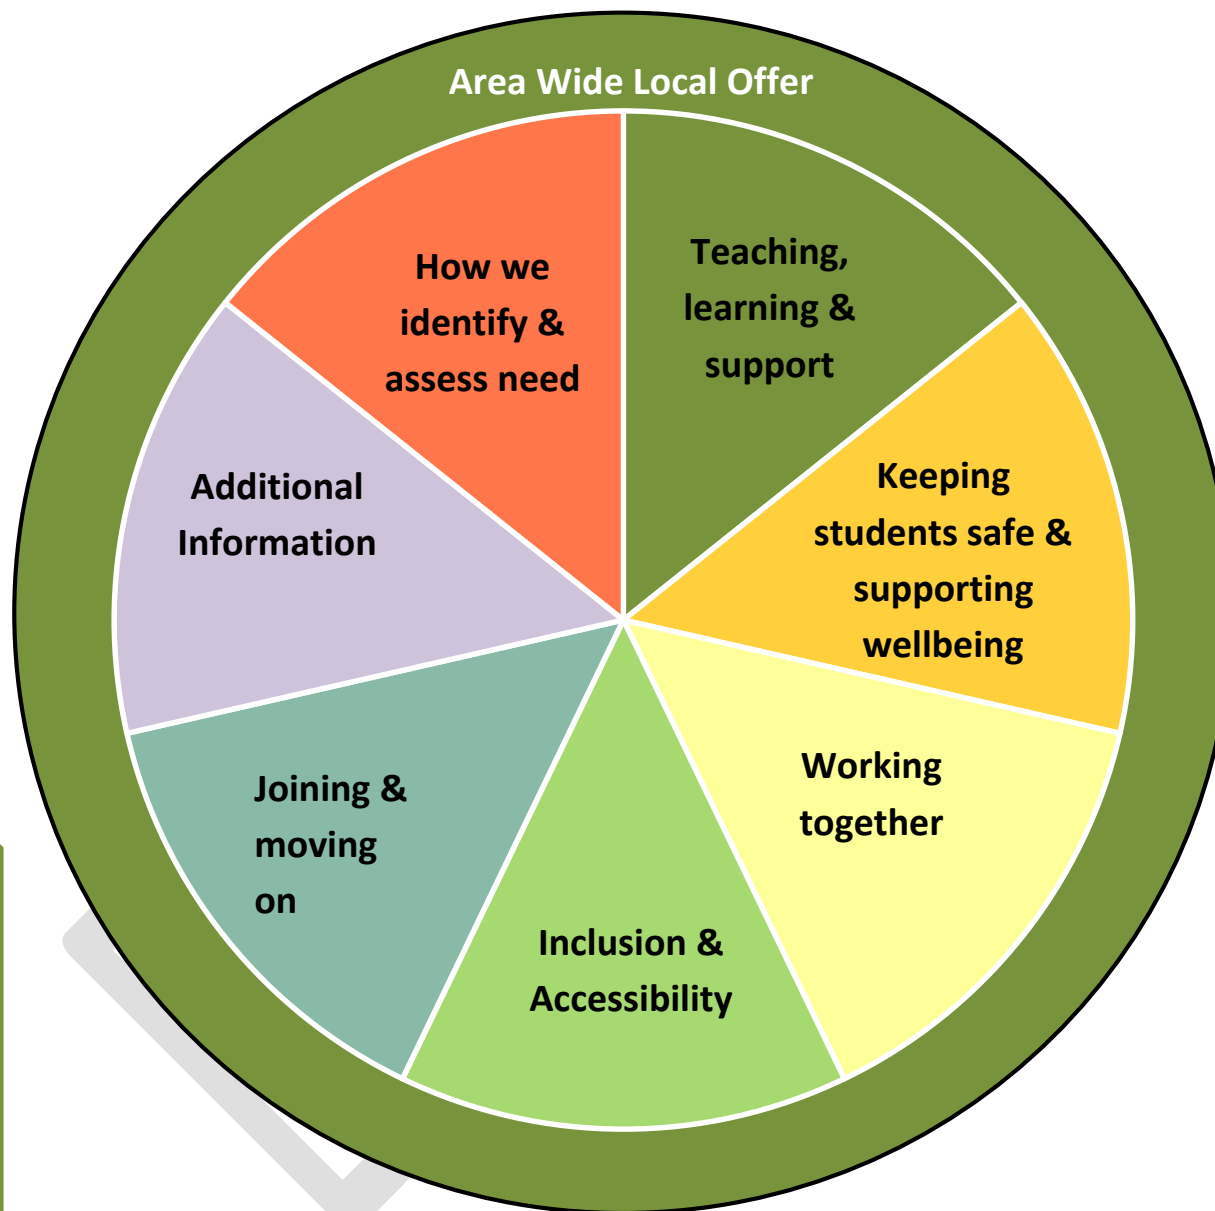 Area Wide Local Offer
How we
identify &
assess need
Teaching,
learning &
support
Keeping
students safe &
supporting
wellbeing
Working
together
Inclusion &
Accessibility
Joining &
moving
on
Additional
Information